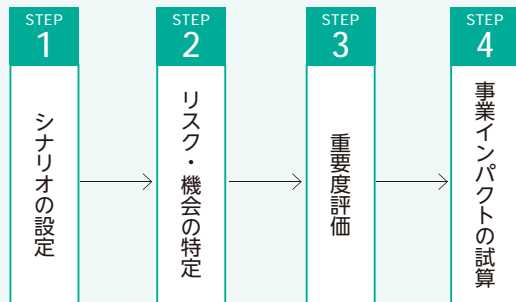 STEP
1
シナリオの設定
STEP
2
リスク・機会の特定
STEP
3
重要度評価
STEP
4
事業インパクトの試算